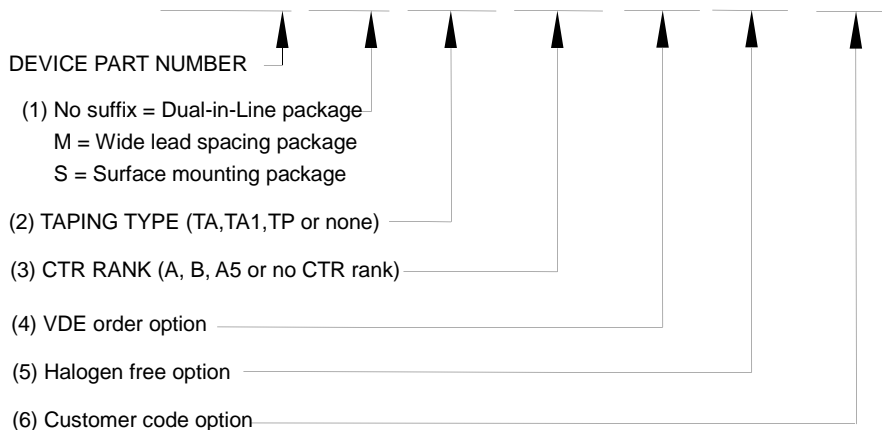 DEVICE PART NUMBER
(1) No suffix = Dual-in-Line package
M = Wide lead spacing package
S = Surface mounting package
(2) TAPING TYPE (TA,TA1,TP or none)
(3) CTR RANK (A, B, A5 or no CTR rank)
(4) VDE order option
(5) Halogen free option
(6) Customer code option